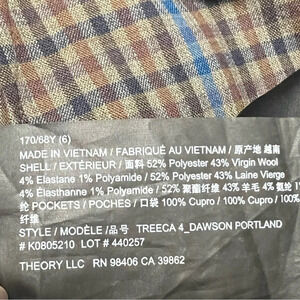 170/68Y (6)
MADE IN VIETNAM / FABRIQUÉ AU VIETNAM / 原产地 越南
SHELL / EXTÉRIEUR / 面料 52% Polyester 43% Virgin Wool
4% Elastane 1% Polyamide / 52% Polyester 43% Laine Vierge
4% Élasthanne 1% Polyamide / 52% 聚酯纤维 43% 羊毛 4% 氨纶 1%
纶 POCKETS / POCHES / 口袋 100% Cupro / 100% Cupro / 100%
纤维
STYLE / MODÈLE /品号 TREECA 4_DAWSON PORTLAND
# K0805210 LOT # 440257
THEORY LLC RN 98406 CA 39862